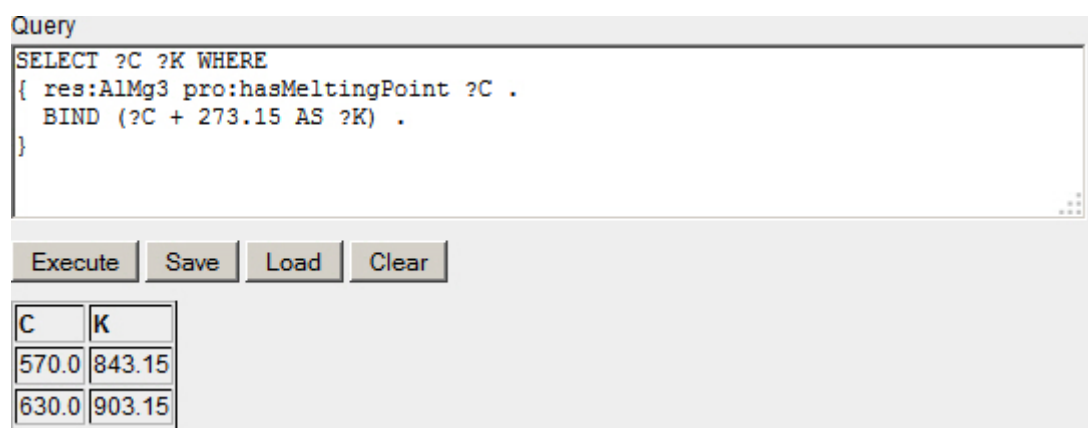 Query
SELECT ?C ?K WHERE
{ res:AlMg3 pro:hasMeltingPoint ?C .
  BIND (?C + 273.15 AS ?K) .
}
Execute Save Load Clear
C K
570.0 843.15
630.0 903.15